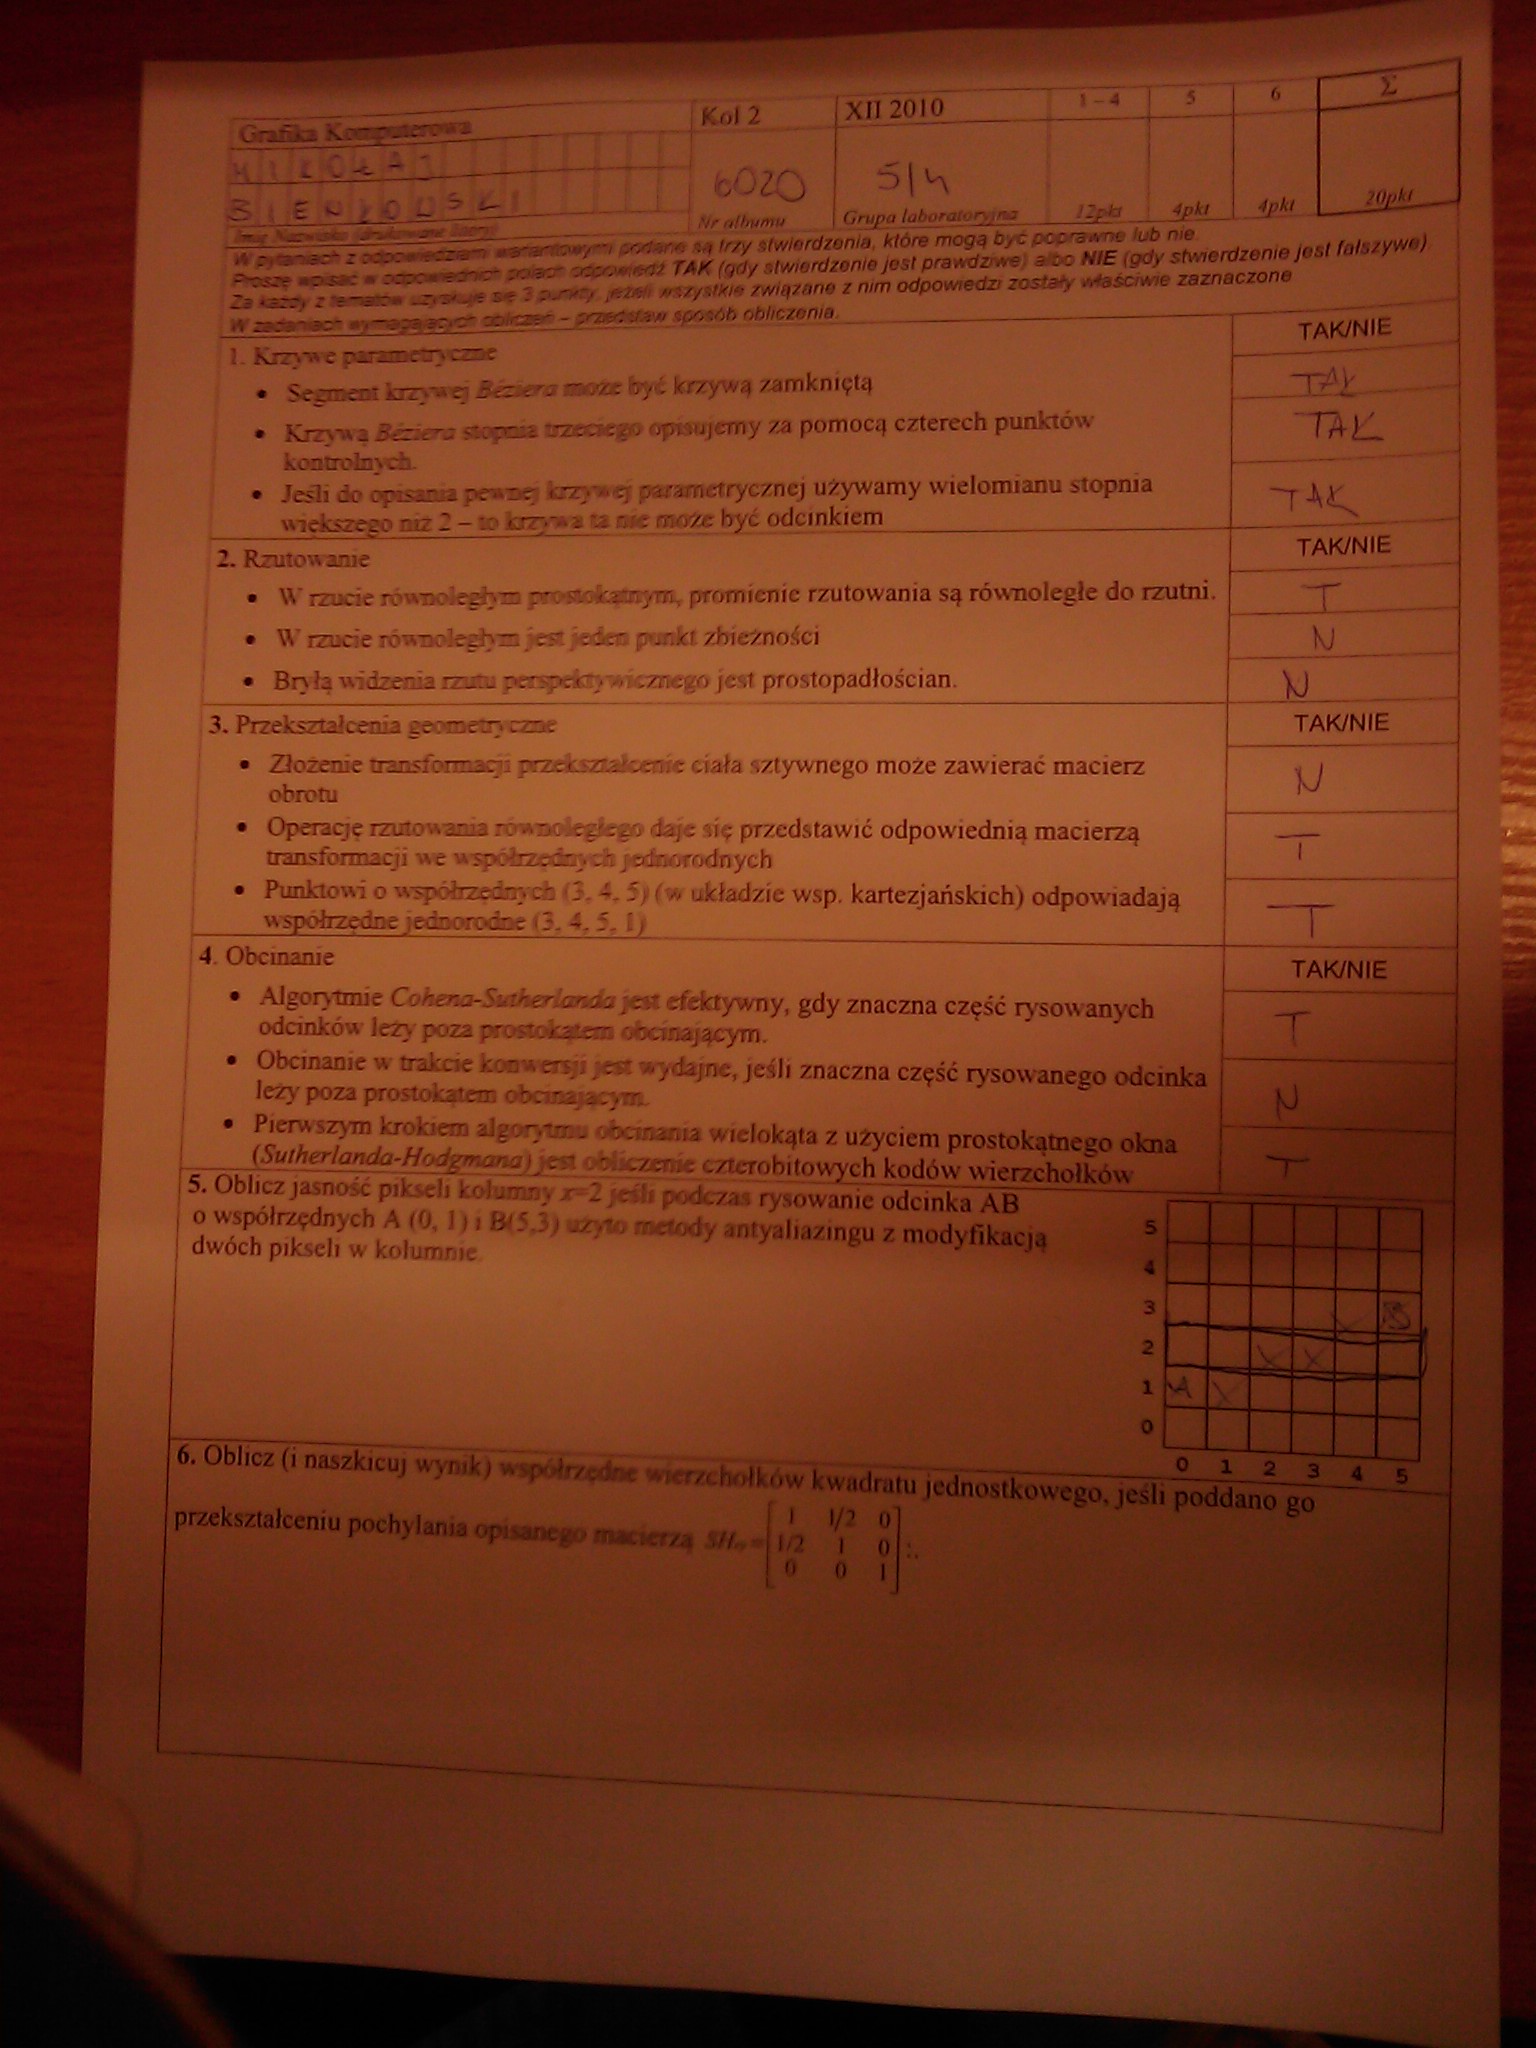 Grafika Komputerowa Kol 2 XII 2010 1 – 4 5 6 Σ
MIKOŁAJ
BIEŃKOWSKI 6020 5/4
Imię Nazwisko (drukowane litery) Nr albumu Grupa laboratoryjna 12pkt 4pkt 4pkt 20pkt
W pytaniach z odpowiedziami wariantowymi podane są trzy stwierdzenia, które mogą być poprawne lub nie.
Proszę wpisać w odpowiednich polach odpowiedź TAK (gdy stwierdzenie jest prawdziwe) albo NIE (gdy stwierdzenie jest fałszywe)
Za każdy z tematów uzyskuje się 3 punkty, jeżeli wszystkie związane z nim odpowiedzi zostały właściwie zaznaczone
W zadaniach wymagających obliczeń – przedstaw sposób obliczenia.
1. Krzywe parametryczne TAK/NIE
• Segment krzywej Béziera może być krzywą zamkniętą TAK
• Krzywą Béziera stopnia trzeciego opisujemy za pomocą czterech punktów TAK
kontrolnych.
• Jeśli do opisania pewnej krzywej parametrycznej używamy wielomianu stopnia TAK
większego niż 2 – to krzywa ta nie może być odcinkiem
2. Rzutowanie TAK/NIE
• W rzucie równoległym prostokątnym, promienie rzutowania są równoległe do rzutni. T
• W rzucie równoległym jest jeden punkt zbieżności N
• Bryłą widzenia rzutu perspektywicznego jest prostopadłościan. N
3. Przekształcenia geometryczne TAK/NIE
• Złożenie transformacji przekształcenie ciała sztywnego może zawierać macierz N
obrotu
• Operację rzutowania równoległego daje się przedstawić odpowiednią macierzą T
transformacji we współrzędnych jednorodnych
• Punktowi o współrzędnych (3, 4, 5) (w układzie wsp. kartezjańskich) odpowiadają T
współrzędne jednorodne (3, 4, 5, 1)
4. Obcinanie TAK/NIE
• Algorytmie Cohena-Sutherlanda jest efektywny, gdy znaczna część rysowanych T
odcinków leży poza prostokątem obcinającym.
• Obcinanie w trakcie konwersji jest wydajne, jeśli znaczna część rysowanego odcinka N
leży poza prostokątem obcinającym.
• Pierwszym krokiem algorytmu obcinania wielokąta z użyciem prostokątnego okna T
(Sutherlanda-Hodgmana) jest obliczenie czterobitowych kodów wierzchołków
5. Oblicz jasność pikseli kolumny x=2 jeśli podczas rysowanie odcinka AB
o współrzędnych A (0, 1) i B(5,3) użyto metody antyaliazingu z modyfikacją
dwóch pikseli w kolumnie.
5
4
3 B
2
1 A
0
0 1 2 3 4 5
6. Oblicz (i naszkicuj wynik) współrzędne wierzchołków kwadratu jednostkowego, jeśli poddano go
1 1/2 0
przekształceniu pochylania opisanego macierzą SHxy = 1/2 1 0 :.
0 0 1